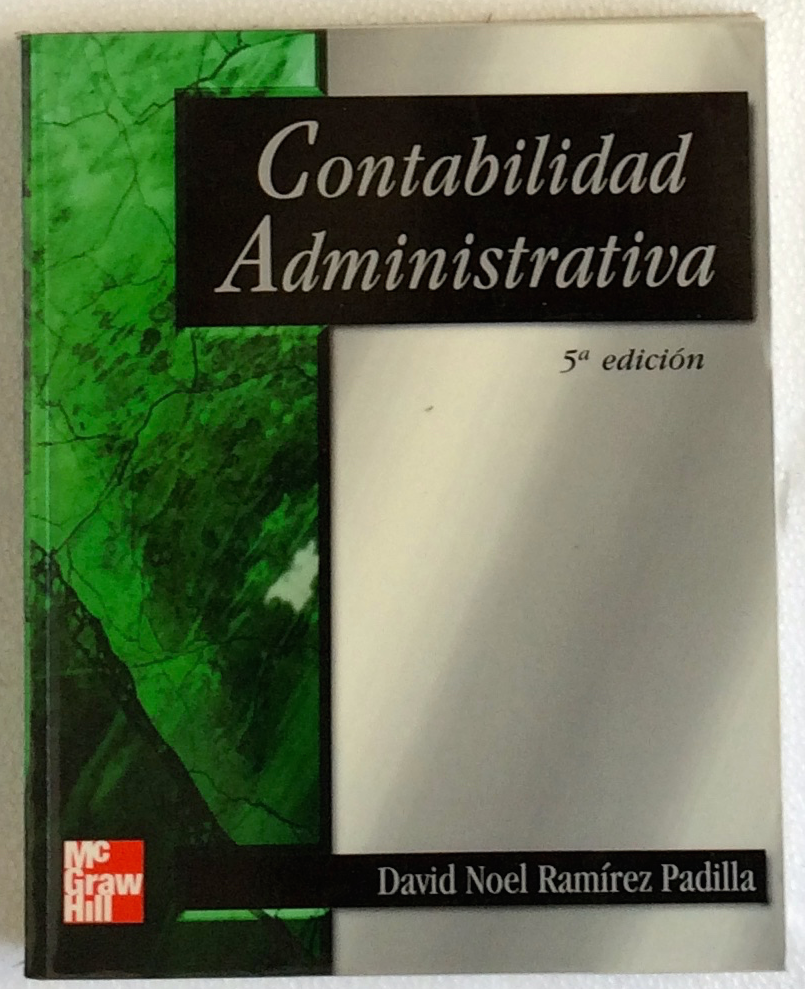 Contabilidad
Administrativa
5ª edición
David Noel Ramírez Padilla
Mc
Graw
Hill